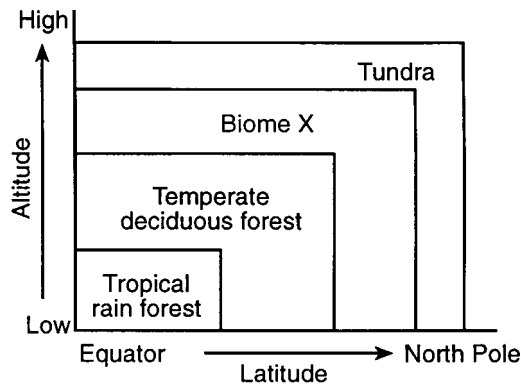 High
Tundra
Biome X
Altitude
Temperate
deciduous forest
Tropical
rain forest
Low
Equator
North Pole
Latitude